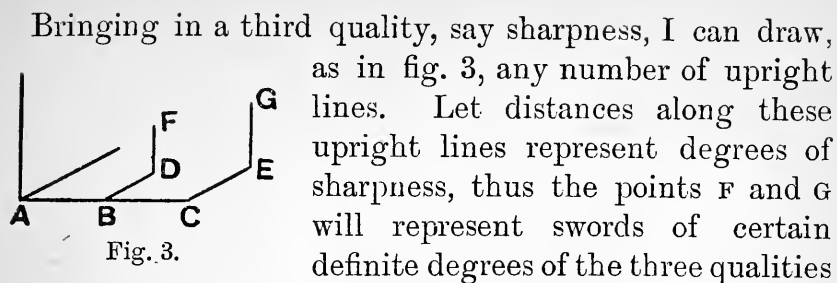 Bringing in a third quality, say sharpness, I can draw,
as in fig. 3, any number of upright
lines. Let distances along these
upright lines represent degrees of
sharpness, thus the points F and G
will represent swords of certain
definite degrees of the three qualities
G
F
D
E
A
B
C
Fig. 3.